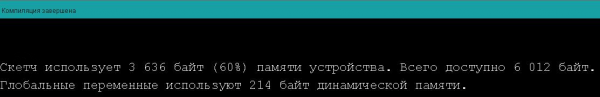 Компиляция завершена
Скетч использует 3 636 байт (60%) памяти устройства. Всего доступно 6 012 байт.
Глобальные переменные используют 214 байт динамической памяти.